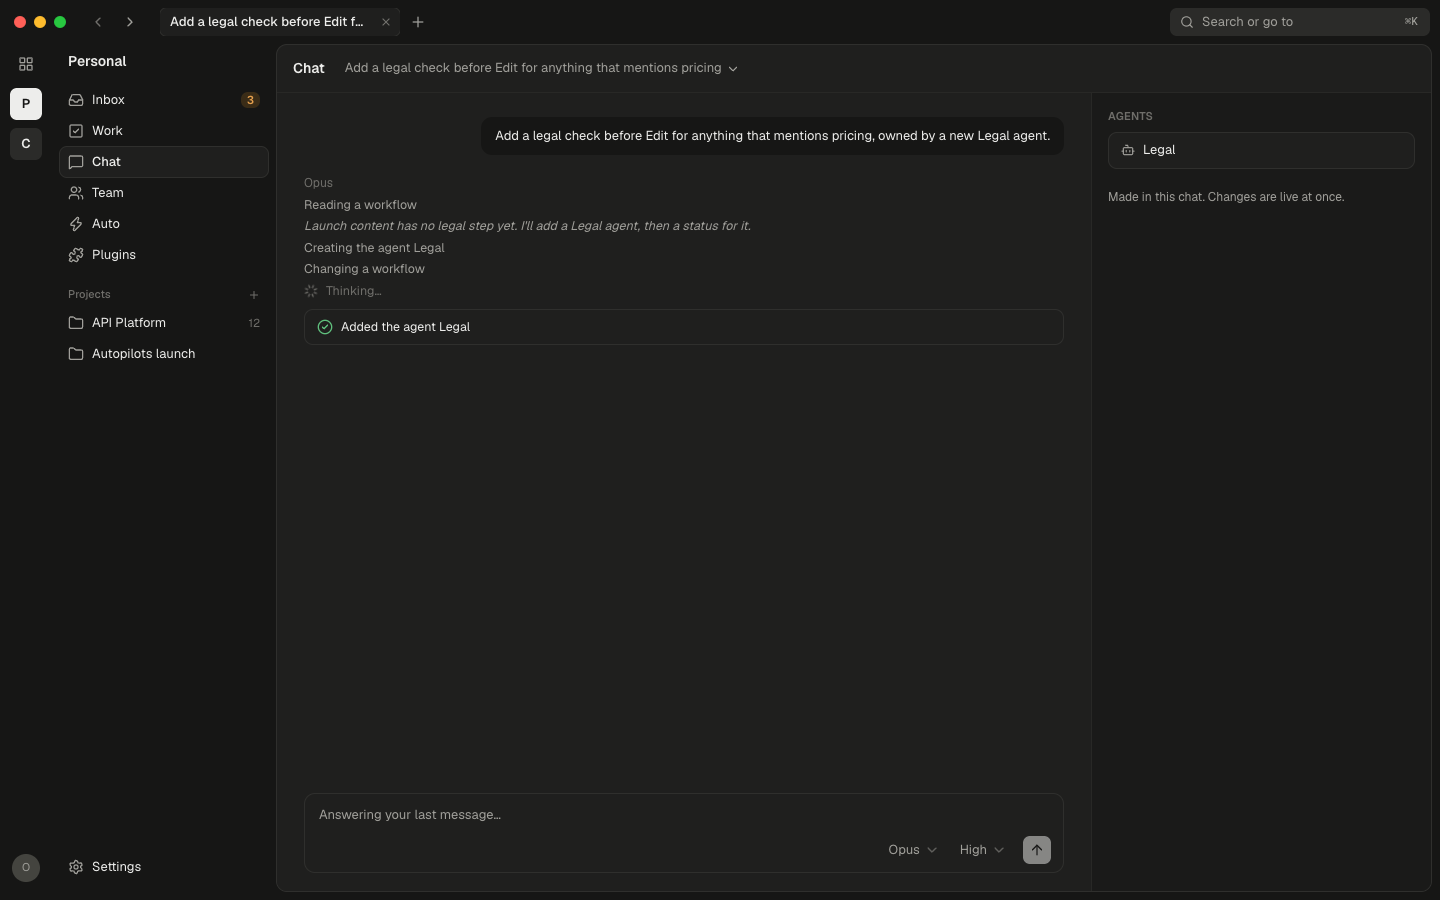 Add a legal check before Edit f...
Search or go to
⌘K
Personal
P
C
Inbox
3
Work
Chat
Team
Auto
Plugins
Projects
API Platform
12
Autopilots launch
O
Settings
Chat
Add a legal check before Edit for anything that mentions pricing
Add a legal check before Edit for anything that mentions pricing, owned by a new Legal agent.
Opus
Reading a workflow
Launch content has no legal step yet. I'll add a Legal agent, then a status for it.
Creating the agent Legal
Changing a workflow
Thinking...
Added the agent Legal
Answering your last message...
Opus
High
AGENTS
Legal
Made in this chat. Changes are live at once.